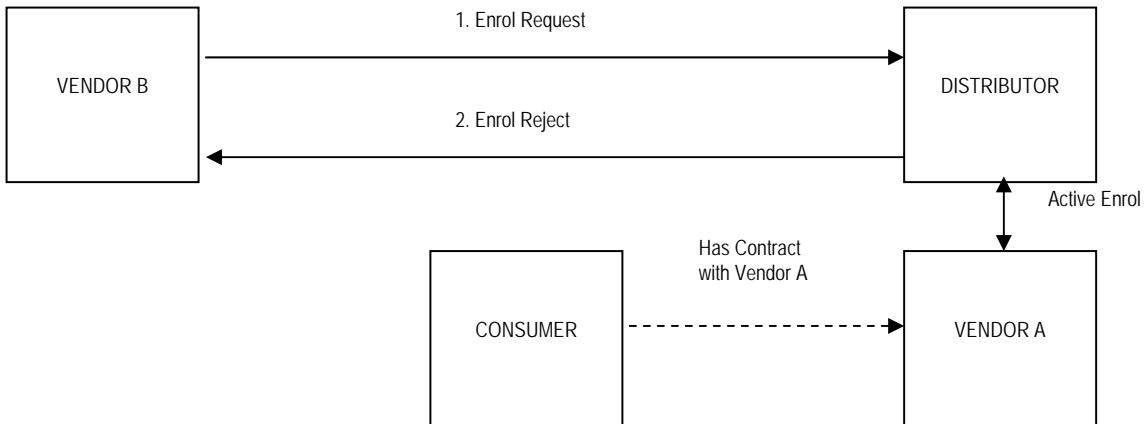 1. Enrol Request
VENDOR B
DISTRIBUTOR
2. Enrol Reject
Active Enrol
Has Contract
with Vendor A
CONSUMER
VENDOR A